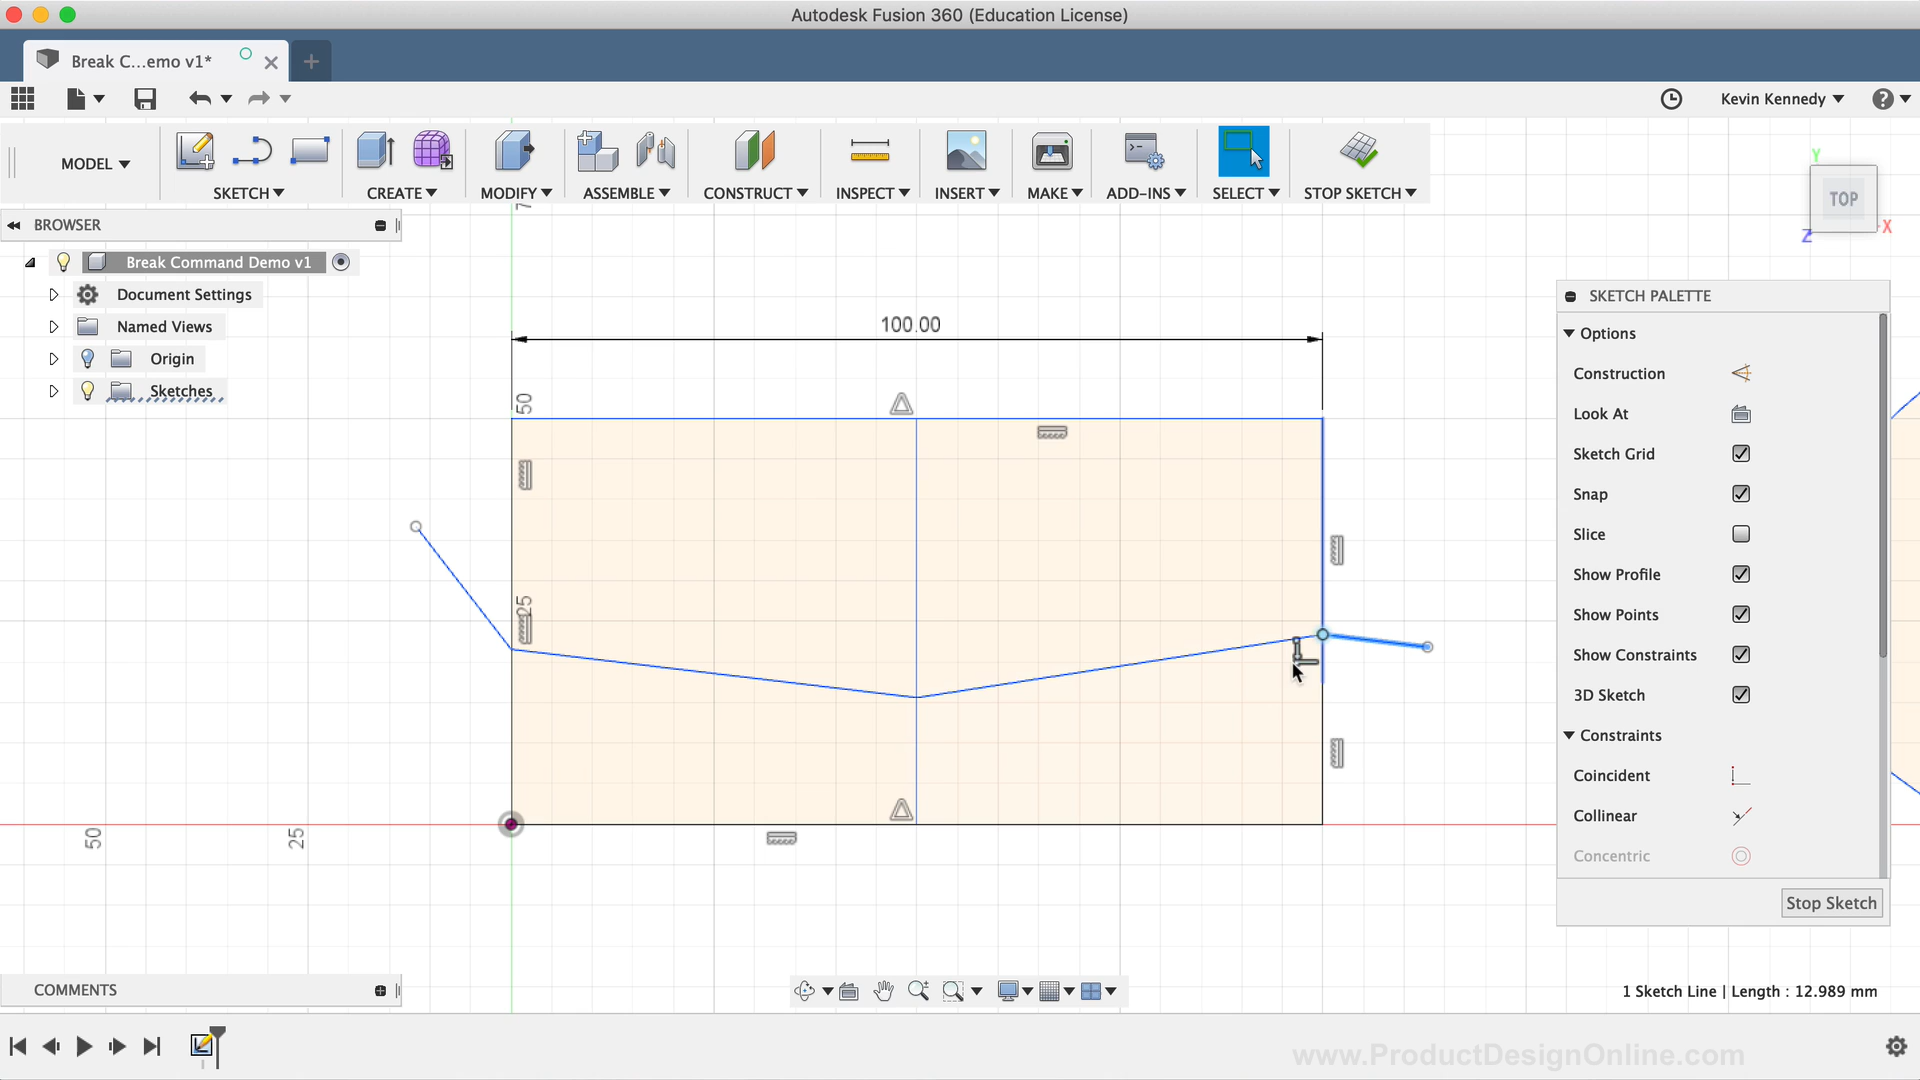 Autodesk Fusion 360 (Education License)
Break C...emo v1*
Kevin Kennedy
MODEL
SKETCH
CREATE
MODIFY
ASSEMBLE
CONSTRUCT
INSPECT
INSERT
MAKE
ADD-INS
SELECT
STOP SKETCH
Y
TOP
X
Z
BROWSER
Break Command Demo v1
Document Settings
Named Views
Origin
Sketches
100.00
50
25
50
25
SKETCH PALETTE
Options
Construction
Look At
Sketch Grid
Snap
Slice
Show Profile
Show Points
Show Constraints
3D Sketch
Constraints
Coincident
Collinear
Concentric
Stop Sketch
COMMENTS
1 Sketch Line | Length : 12.989 mm
www.ProductDesignOnline.com